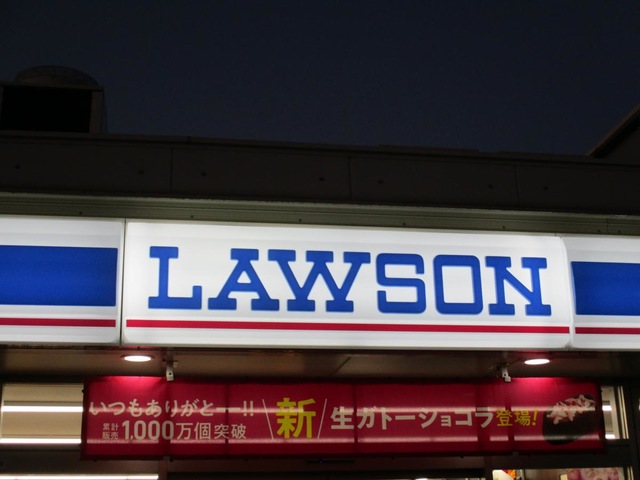 LAWSON
いつもありがとー!!
累計販売 1,000万個突破
\新/
生ガトーショコラ登場!